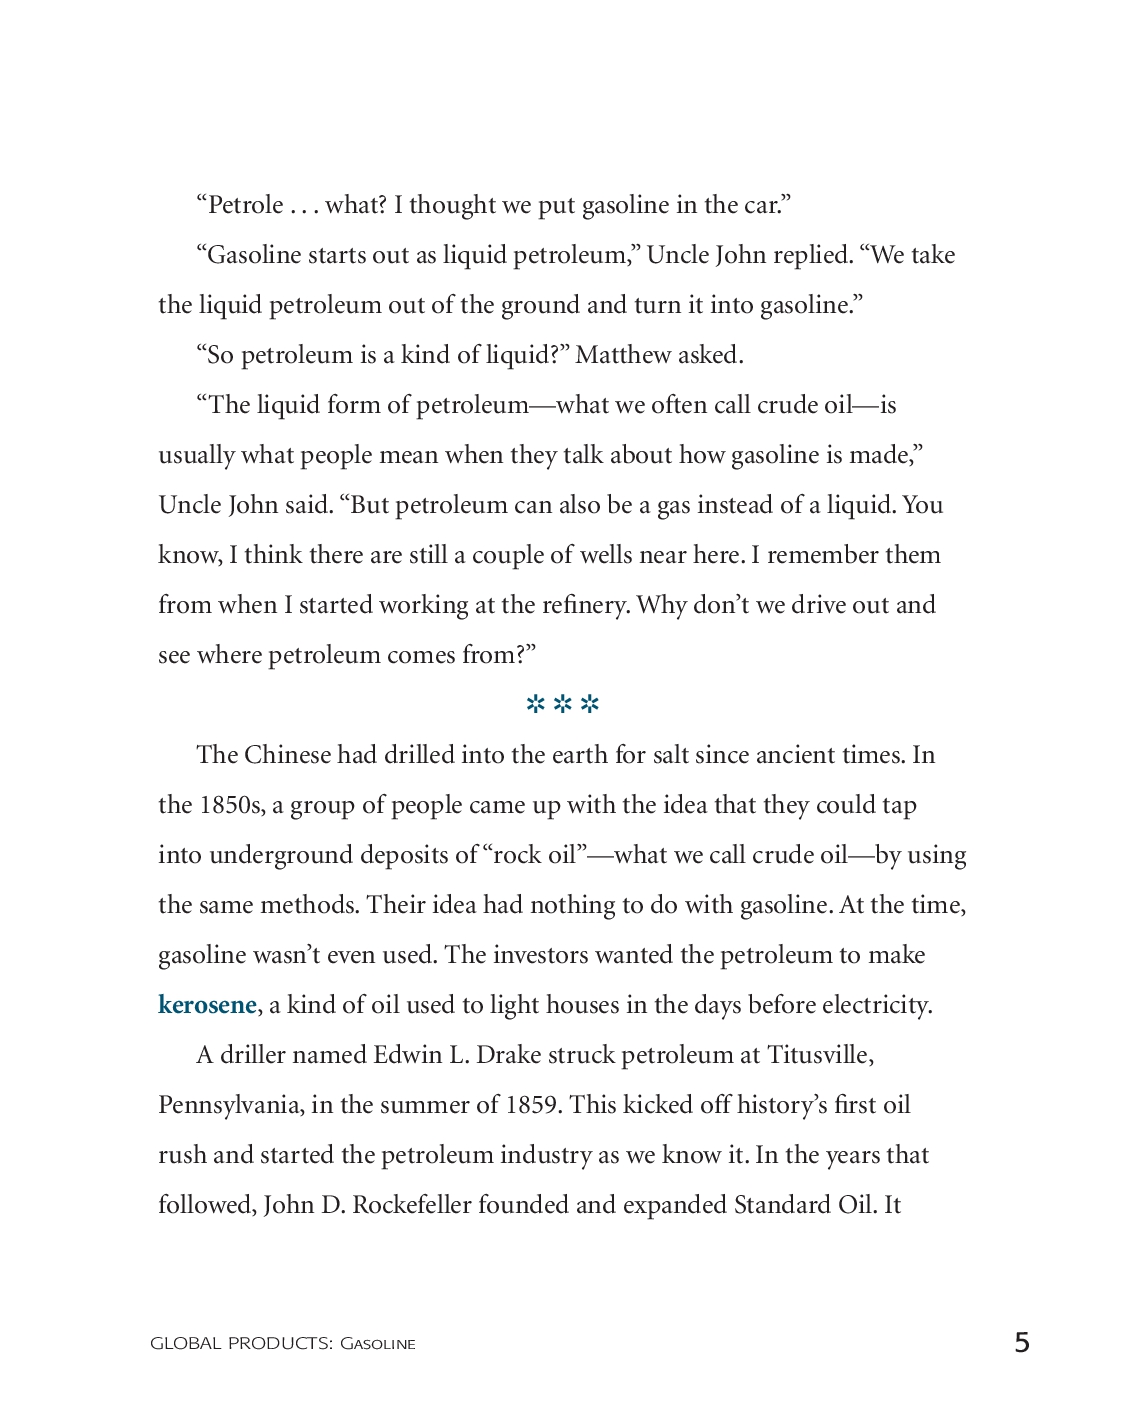 “Petrole . . . what? I thought we put gasoline in the car.”
“Gasoline starts out as liquid petroleum,” Uncle John replied. “We take
the liquid petroleum out of the ground and turn it into gasoline.”
“So petroleum is a kind of liquid?” Matthew asked.
“The liquid form of petroleum—what we often call crude oil—is
usually what people mean when they talk about how gasoline is made,”
Uncle John said. “But petroleum can also be a gas instead of a liquid. You
know, I think there are still a couple of wells near here. I remember them
from when I started working at the refinery. Why don’t we drive out and
see where petroleum comes from?”
✲ ✲ ✲
The Chinese had drilled into the earth for salt since ancient times. In
the 1850s, a group of people came up with the idea that they could tap
into underground deposits of “rock oil”—what we call crude oil—by using
the same methods. Their idea had nothing to do with gasoline. At the time,
gasoline wasn’t even used. The investors wanted the petroleum to make
kerosene, a kind of oil used to light houses in the days before electricity.
A driller named Edwin L. Drake struck petroleum at Titusville,
Pennsylvania, in the summer of 1859. This kicked off history’s first oil
rush and started the petroleum industry as we know it. In the years that
followed, John D. Rockefeller founded and expanded Standard Oil. It
GLOBAL PRODUCTS: Gasoline 5